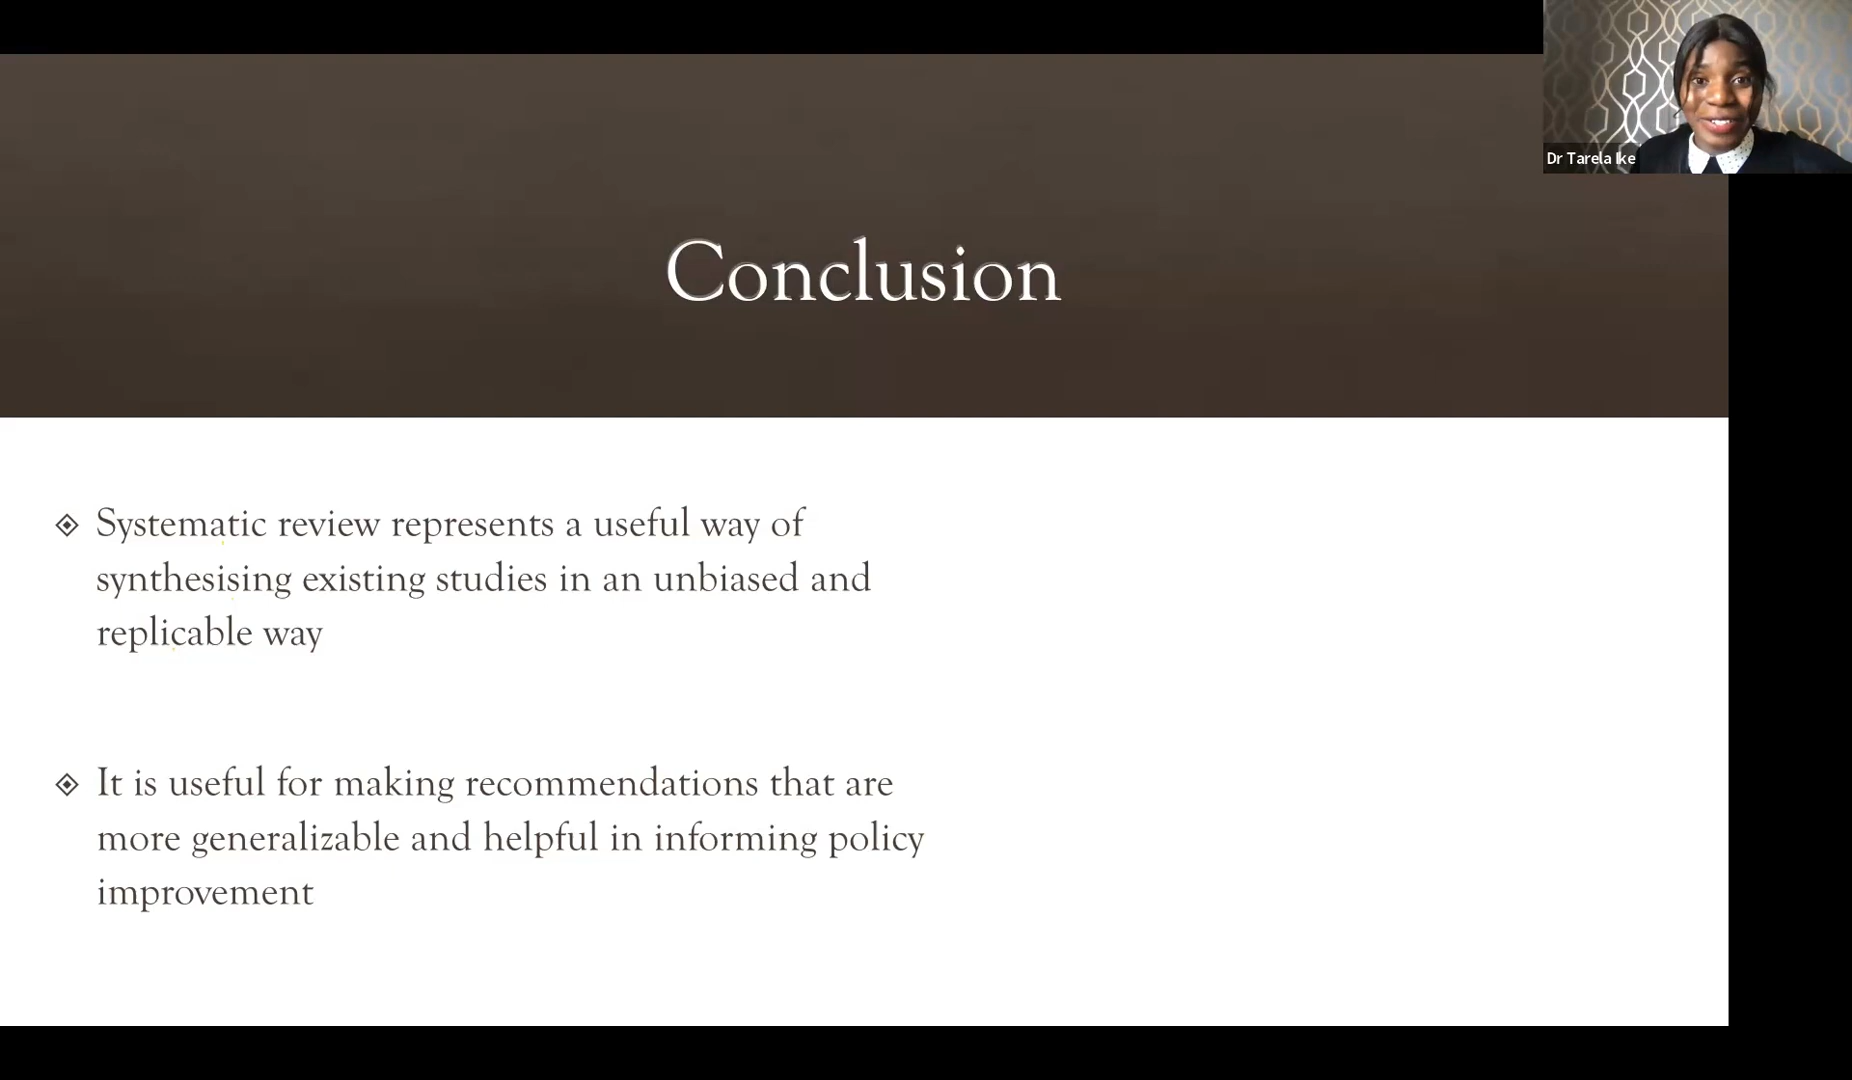 Dr Tarela Ike
Conclusion
Systematic review represents a useful way of
synthesising existing studies in an unbiased and
replicable way
It is useful for making recommendations that are
more generalizable and helpful in informing policy
improvement